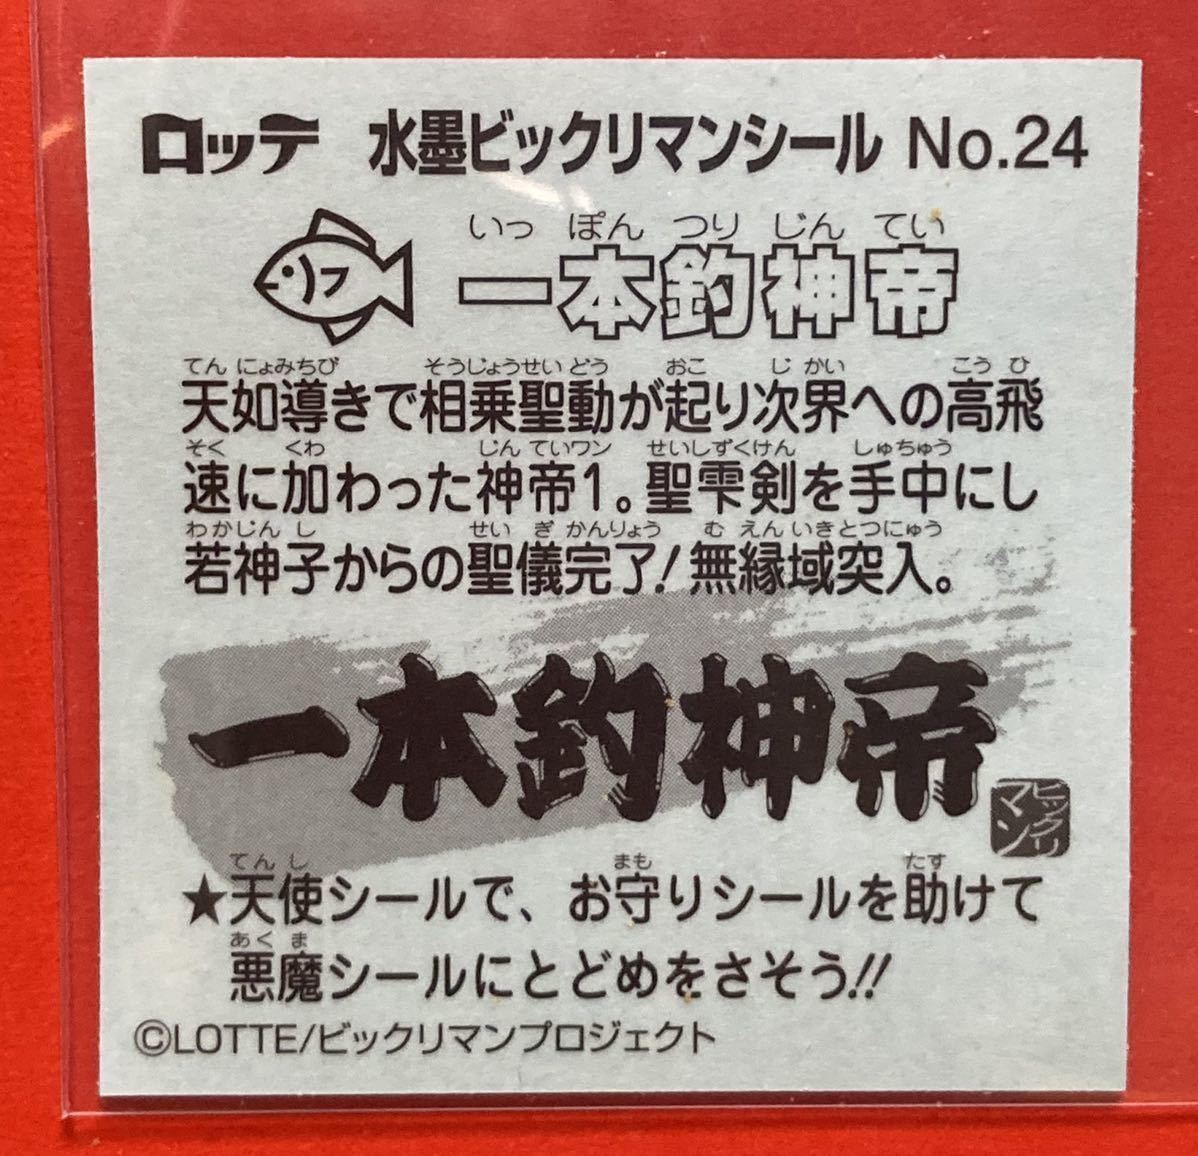 ロッテ 水墨ビックリマンシール No.24
いっぽんつりじんてい
一本釣神帝
てんにょみちび そうじょうせいどう おこ じかい こうひ
天如導きで相乗聖動が起り次界への高飛
そく くわ じんていワン せいしずくけん しゅちゅう
速に加わった神帝1。聖雫剣を手中にし
わかじんし せいぎかんりょう むえんいきとつにゅう
若神子からの聖儀完了!無縁域突入。
一本釣神帝
ビックリマン
てんし まも たす
★天使シールで、お守りシールを助けて
あくま
悪魔シールにとどめをさそう!!
©LOTTE/ビックリマンプロジェクト